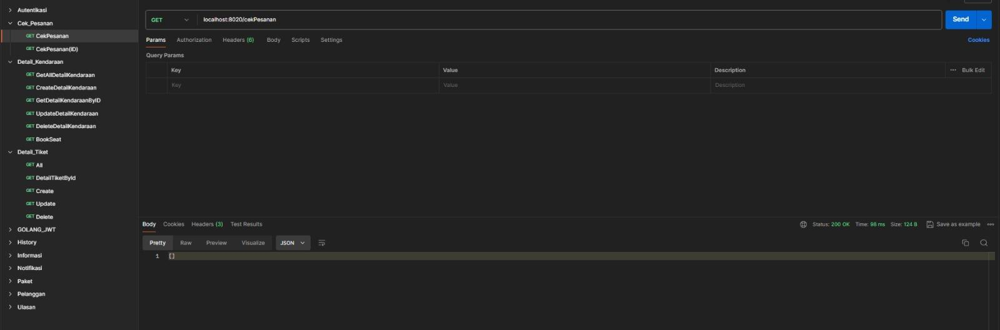 Autentikasi
Cek_Pesanan
GET CekPesanan
GET CekPesanan(ID)
Detail_Kendaraan
GET GetAllDetailKendaraan
GET CreateDetailKendaraan
GET GetDetailKendaraanByID
GET UpdateDetailKendaraan
GET DeleteDetailKendaraan
GET BookSeat
Detail_Tiket
GET All
GET DetailTiketById
GET Create
GET Update
GET Delete
GOLANG_JWT
History
Informasi
Notifikasi
Paket
Pelanggan
Ulasan
GET localhost:8020/cekPesanan Send
Params Authorization Headers (6) Body Scripts Settings Cookies
Query Params
Key Value Description ••• Bulk Edit
Key Value Description
Body Cookies Headers (3) Test Results Status: 200 OK Time: 98 ms Size: 124 B Save as example
Pretty Raw Preview Visualize JSON
1 []